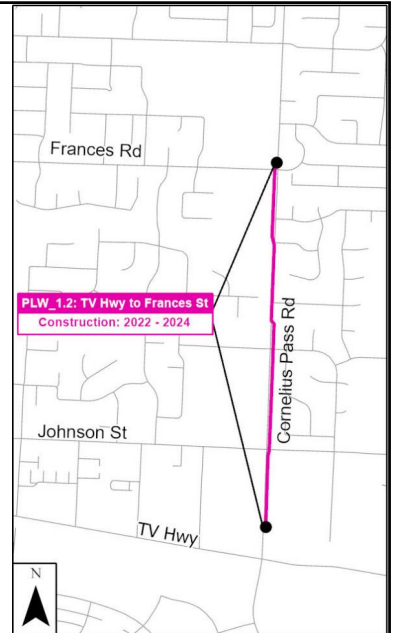 Frances Rd
PLW_1.2: TV Hwy to Frances St
Construction: 2022 - 2024
Cornelius Pass Rd
Johnson St
TV Hwy
N